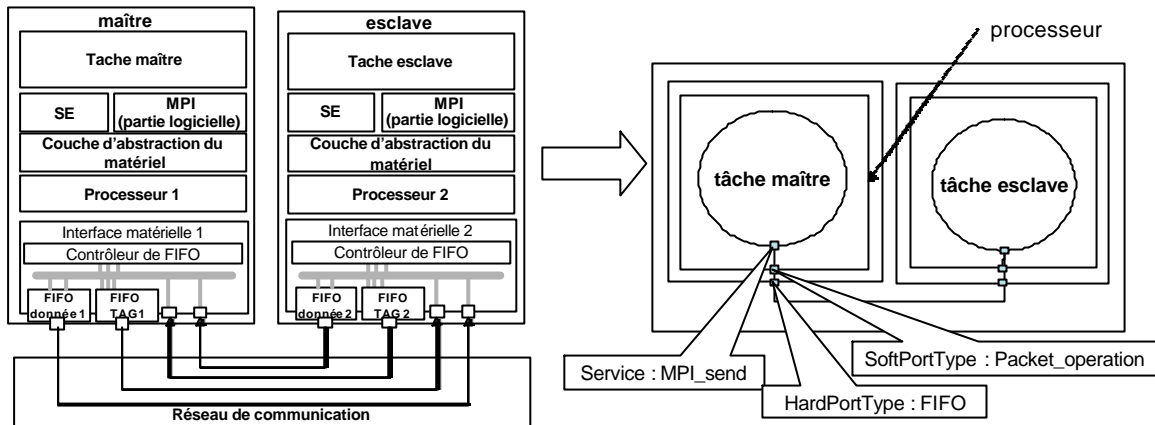 maître
Tache maître
SE
MPI
(partie logicielle)
Couche d'abstraction du
matériel
Processeur 1
Interface matérielle 1
Contrôleur de FIFO
FIFO
donnée 1
FIFO
TAG1
esclave
Tache esclave
SE
MPI
(partie logicielle)
Couche d'abstraction du
matériel
Processeur 2
Interface matérielle 2
Contrôleur de FIFO
FIFO
donnée 2
FIFO
TAG 2
Réseau de communication
processeur
tâche maître
tâche esclave
Service : MPI_send
SoftPortType : Packet_operation
HardPortType : FIFO